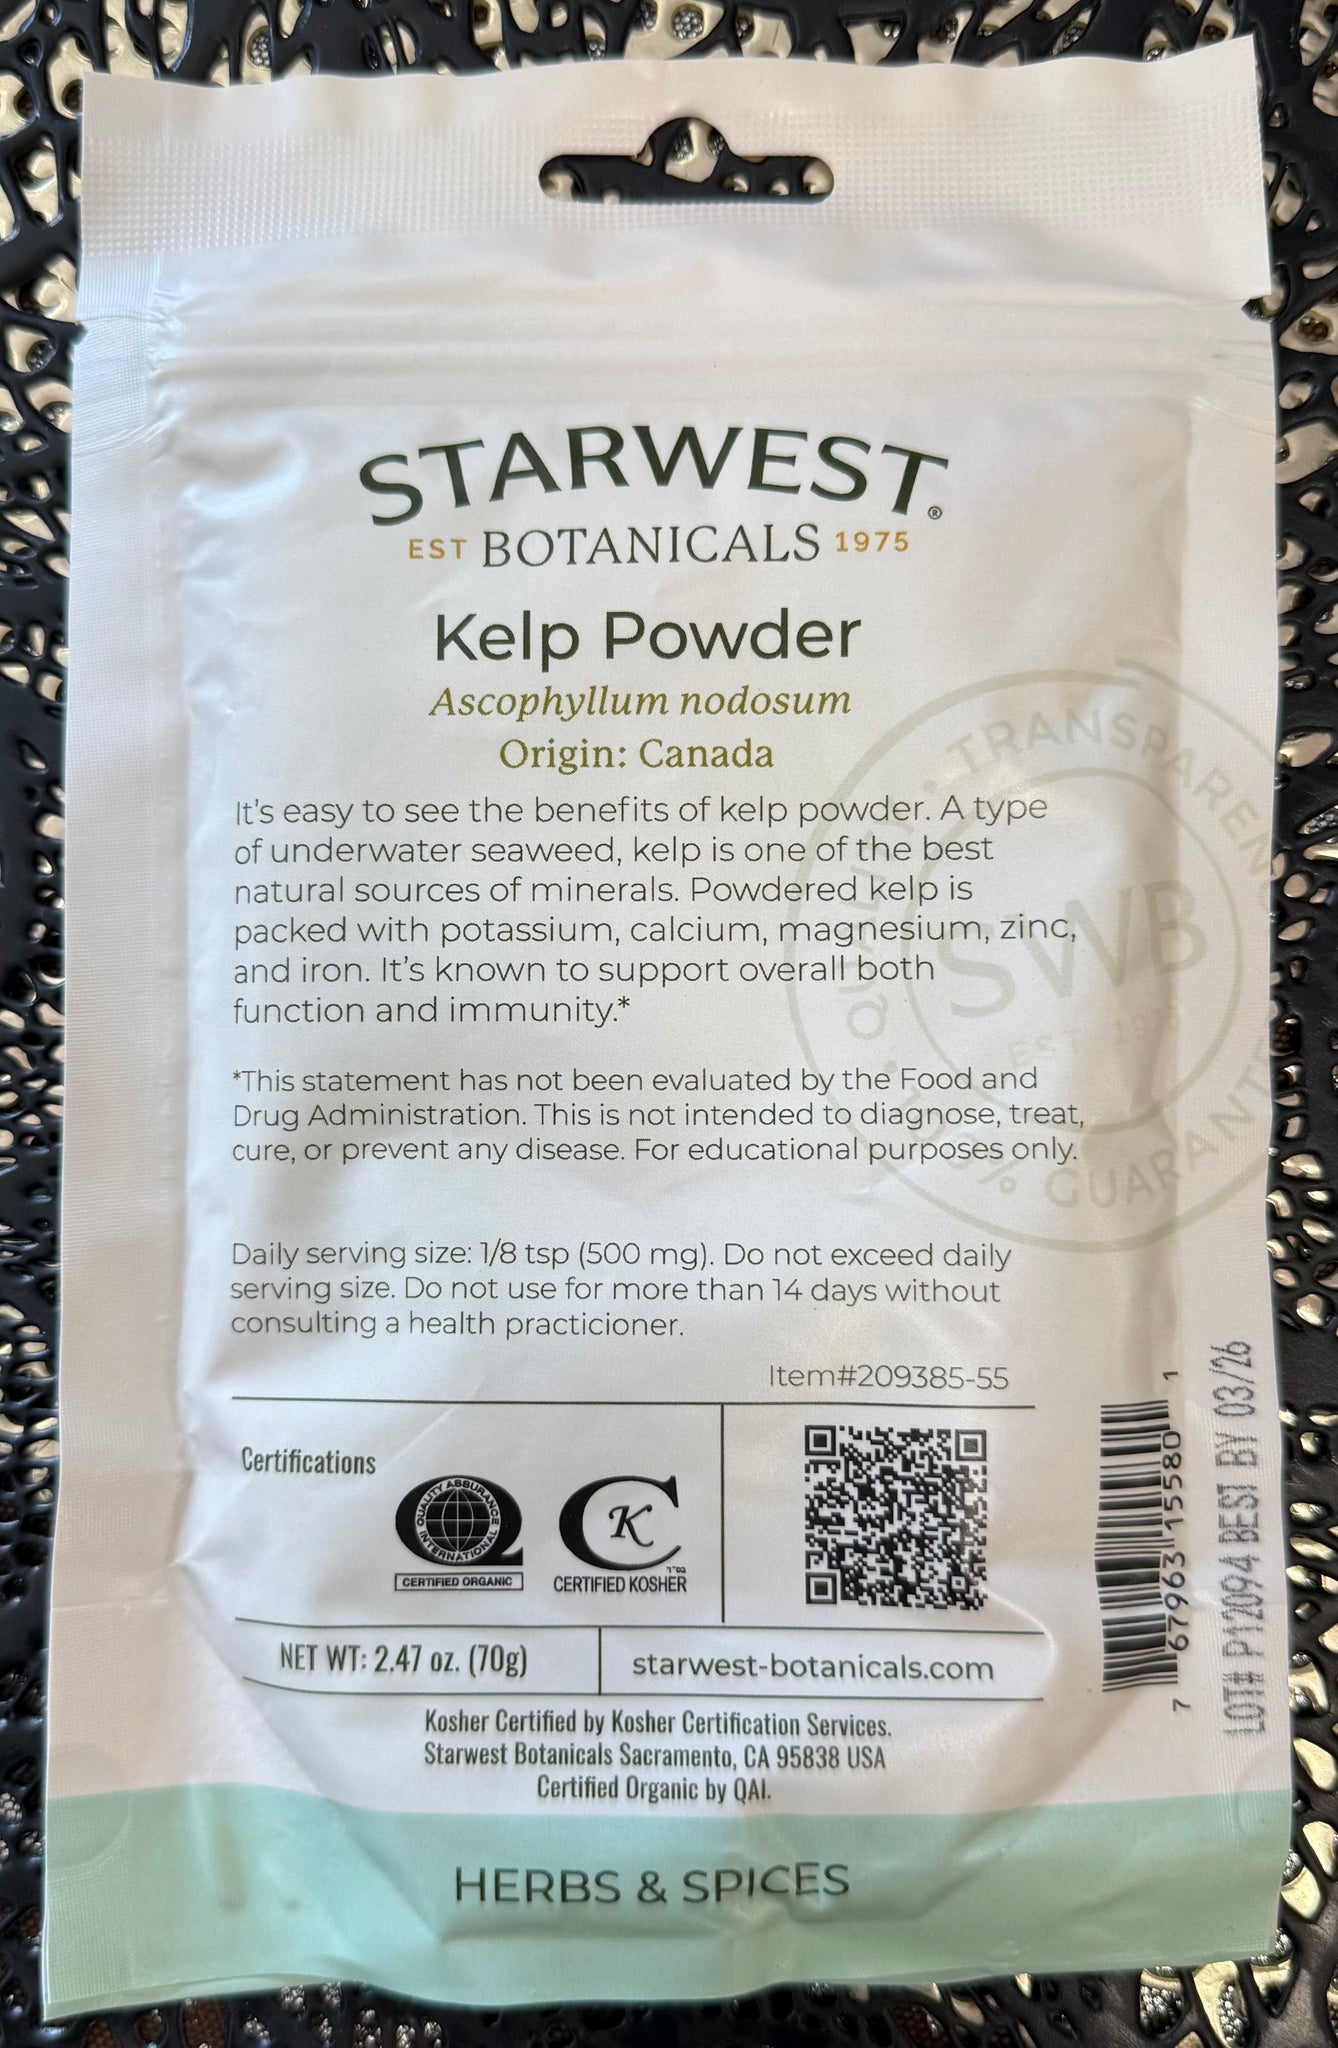 STARWEST®
EST BOTANICALS 1975
Kelp Powder
Ascophyllum nodosum
Origin: Canada
It's easy to see the benefits of kelp powder. A type
of underwater seaweed, kelp is one of the best
natural sources of minerals. Powdered kelp is
packed with potassium, calcium, magnesium, zinc,
and iron. It's known to support overall both
function and immunity.*
*This statement has not been evaluated by the Food and
Drug Administration. This is not intended to diagnose, treat,
cure, or prevent any disease. For educational purposes only.
SWB
Daily serving size: 1/8 tsp (500 mg). Do not exceed daily
serving size. Do not use for more than 14 days without
consulting a health practicioner.
Item#209385-55
Certifications
QUALITY ASSURANCE
INTERNATIONAL
CERTIFIED ORGANIC
CK
CERTIFIED KOSHER
NET WT: 2.47 oz. (70g)
starwest-botanicals.com
Kosher Certified by Kosher Certification Services.
Starwest Botanicals Sacramento, CA 95838 USA
Certified Organic by QAI.
HERBS & SPICES
7 67963 15580 1
LOT# P12094 BEST BY 03/26